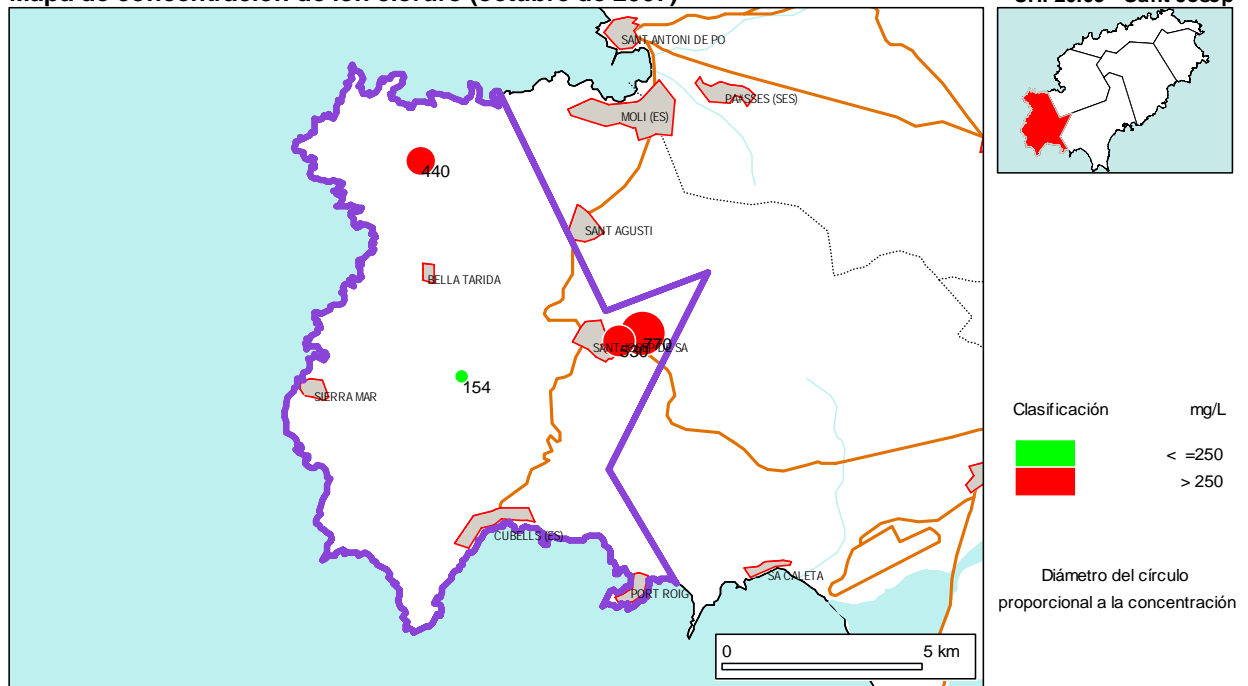 SANT ANTONI DE PO
PAISSES (SES)
MOLI (ES)
440
SANT AGUSTI
BELLA TARIDA
770
530
154
SIERRA MAR
CUBELLS (ES)
SA CALETA
PORT ROIG
0 5 km
Clasificación mg/L
< =250
> 250
Diámetro del círculo
proporcional a la concentración